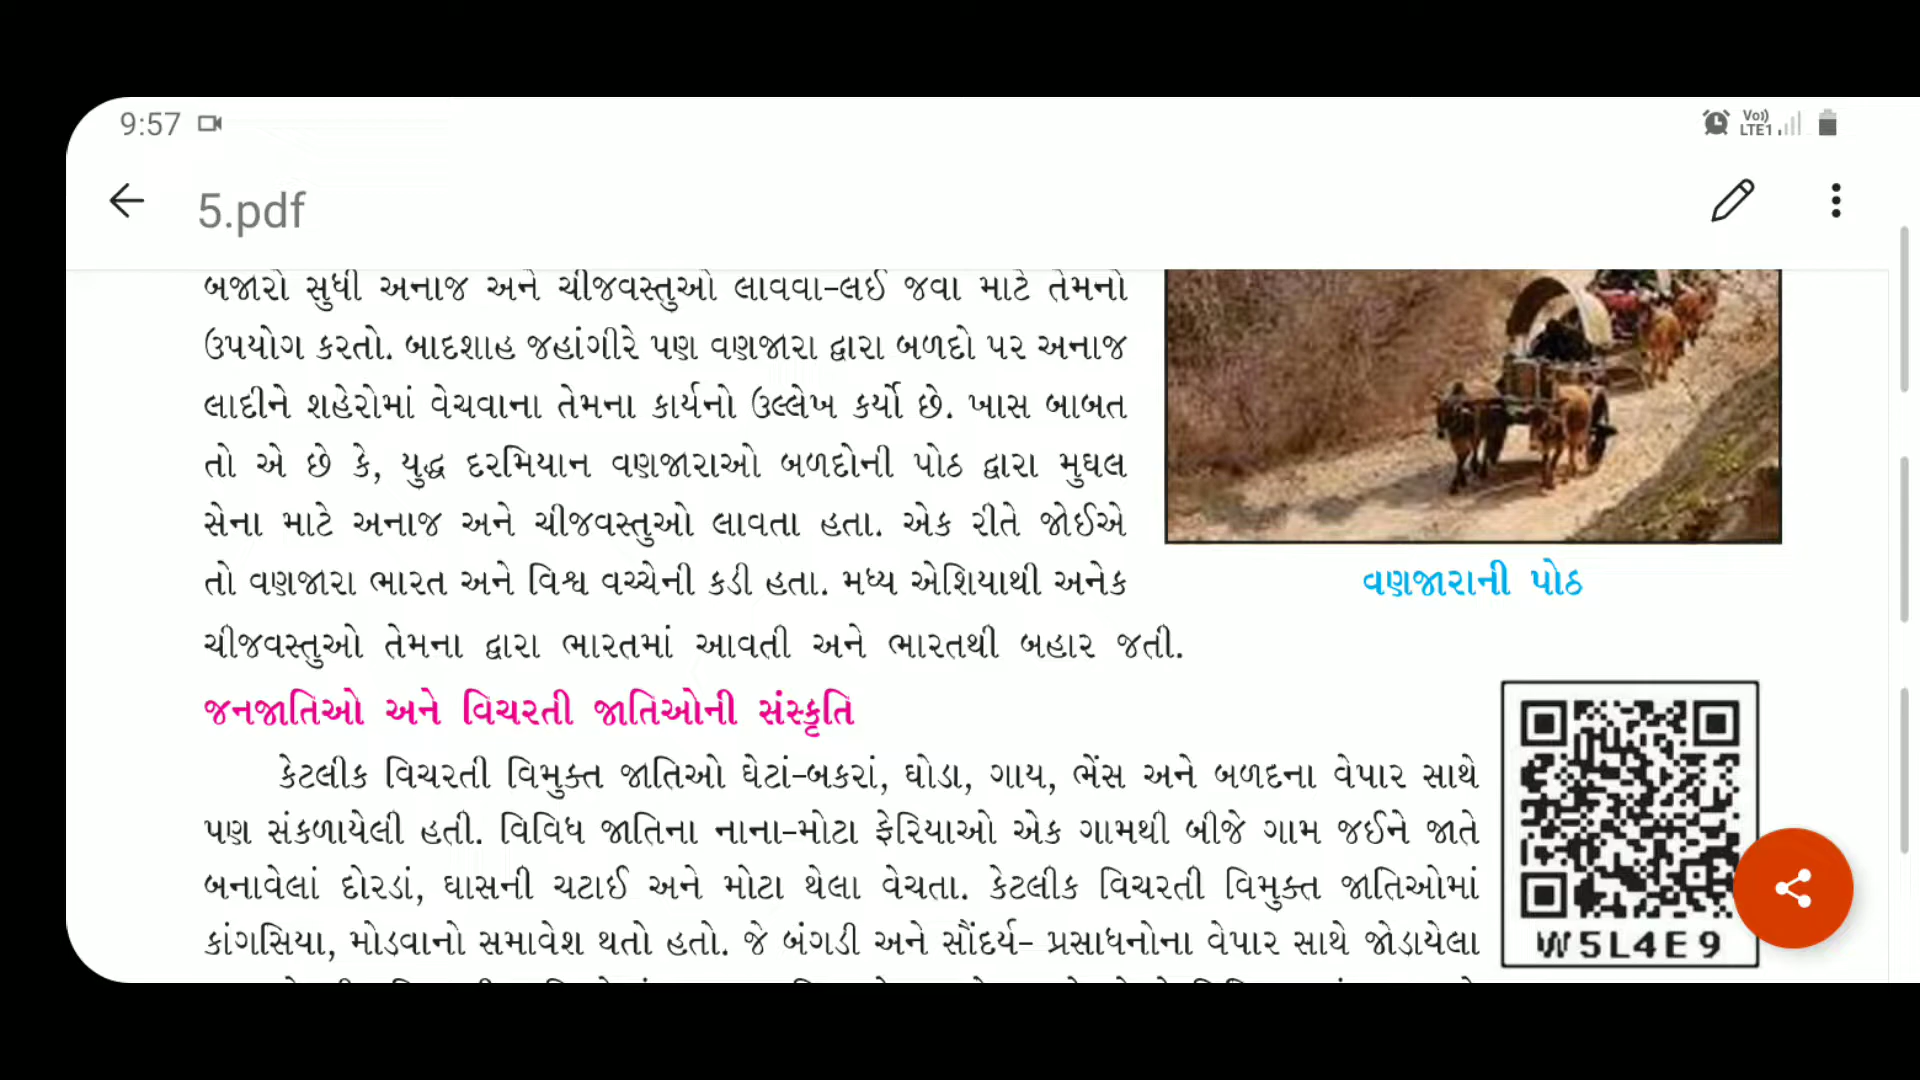 9:57
Vo)) LTE1
5.pdf
બજારો સુધી અનાજ અને ચીજવસ્તુઓ લાવવા-લઈ જવા માટે તેમનો
ઉપયોગ કરતો. બાદશાહ જહાંગીરે પણ વણજારા દ્વારા બળદો પર અનાજ
લાદીને શહેરોમાં વેચવાના તેમના કાર્યનો ઉલ્લેખ કર્યો છે. ખાસ બાબત
તો એ છે કે, યુદ્ધ દરમિયાન વણજારાઓ બળદોની પોઠ દ્વારા મુઘલ
સેના માટે અનાજ અને ચીજવસ્તુઓ લાવતા હતા. એક રીતે જોઈએ
તો વણજારા ભારત અને વિશ્વ વચ્ચેની કડી હતા. મધ્ય એશિયાથી અનેક
ચીજવસ્તુઓ તેમના દ્વારા ભારતમાં આવતી અને ભારતથી બહાર જતી.
વણજારાની પોઠ
જનજાતિઓ અને વિચરતી જાતિઓની સંસ્કૃતિ
કેટલીક વિચરતી વિમુક્ત જાતિઓ ઘેટાં-બકરાં, ઘોડા, ગાય, ભેંસ અને બળદના વેપાર સાથે
પણ સંકળાયેલી હતી. વિવિધ જાતિના નાના-મોટા ફેરિયાઓ એક ગામથી બીજે ગામ જઈને જાતે
બનાવેલાં દોરડાં, ઘાસની ચટાઈ અને મોટા થેલા વેચતા. કેટલીક વિચરતી વિમુક્ત જાતિઓમાં
કાંગસિયા, મોડવાનો સમાવેશ થતો હતો. જે બંગડી અને સૌંદર્ય- પ્રસાધનોના વેપાર સાથે જોડાયેલા
W5L4E9